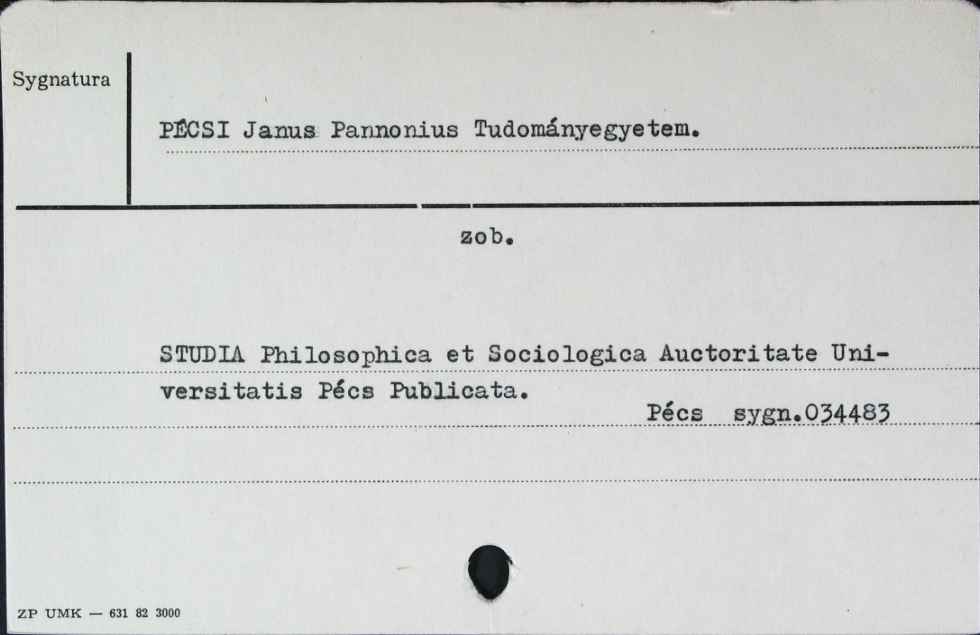 Sygnatura
PÉCSI Janus Pannonius Tudományegyetem.
zob.
STUDIA Philosophica et Sociologica Auctoritate Uni-
versitatis Pécs Publicata.
Pécs sygn.034483
ZP UMK — 631 82 3000